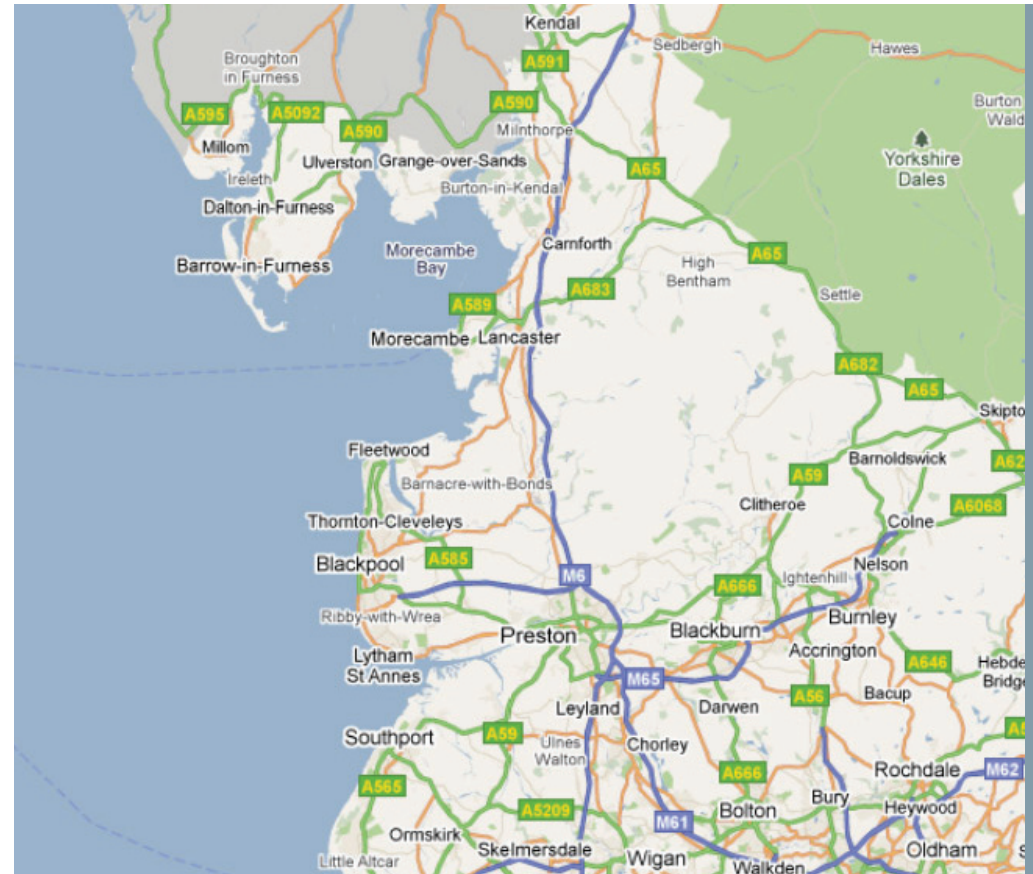 Kendal
Sedbergh
Hawes
Broughton
in Furness
A591
A590
Burton
Wald
A595
A5092
A590
Milnthorpe
Millom
Ulverston
Grange-over-Sands
A65
Yorkshire
Dales
Ireleth
Burton-in-Kendal
Dalton-in-Furness
Morecambe
Bay
Carnforth
A65
Barrow-in-Furness
High
Bentham
A683
Settle
A589
Morecambe
Lancaster
A682
A65
Skipto
Fleetwood
Barnoldswick
A62
Barnacre-with-Bonds
A59
Clitheroe
A6068
Thornton-Cleveleys
Colne
Blackpool
A585
M6
Ightenhill
Nelson
A666
Ribby-with-Wrea
Preston
Blackburn
Burnley
Lytham
St Annes
Accrington
A646
Hebde
Bridge
M65
A56
Bacup
Leyland
Darwen
Southport
A59
Ulnes
Walton
Chorley
A5
A565
A666
Rochdale
M62
A5209
M61
Bolton
Bury
Heywood
Ormskirk
Skelmersdale
Wigan
Walkden
Oldham
Little Altcar